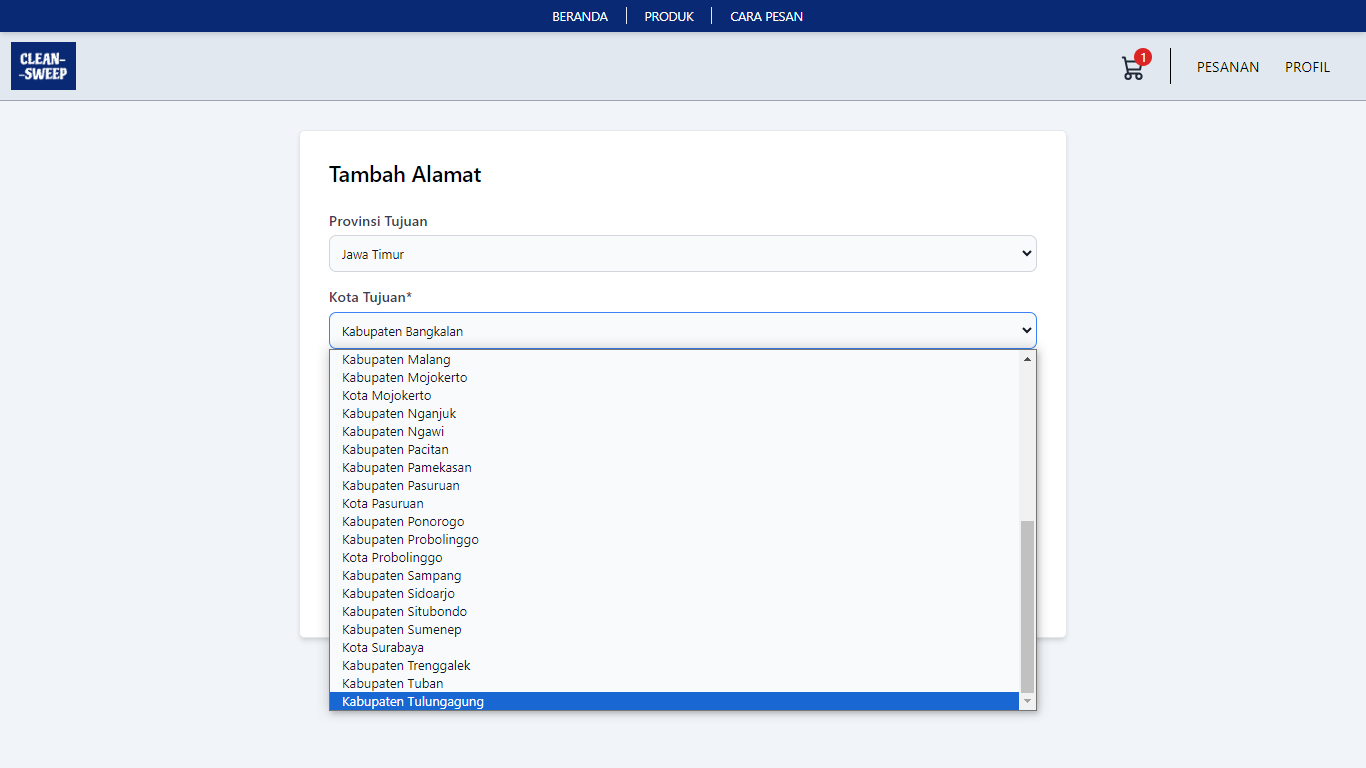 BERANDA
PRODUK
CARA PESAN
CLEAN-
-SWEEP
1
PESANAN
PROFIL
Tambah Alamat
Provinsi Tujuan
Jawa Timur
Kota Tujuan*
Kabupaten Bangkalan
Kabupaten Malang
Kabupaten Mojokerto
Kota Mojokerto
Kabupaten Nganjuk
Kabupaten Ngawi
Kabupaten Pacitan
Kabupaten Pamekasan
Kabupaten Pasuruan
Kota Pasuruan
Kabupaten Ponorogo
Kabupaten Probolinggo
Kota Probolinggo
Kabupaten Sampang
Kabupaten Sidoarjo
Kabupaten Situbondo
Kabupaten Sumenep
Kota Surabaya
Kabupaten Trenggalek
Kabupaten Tuban
Kabupaten Tulungagung